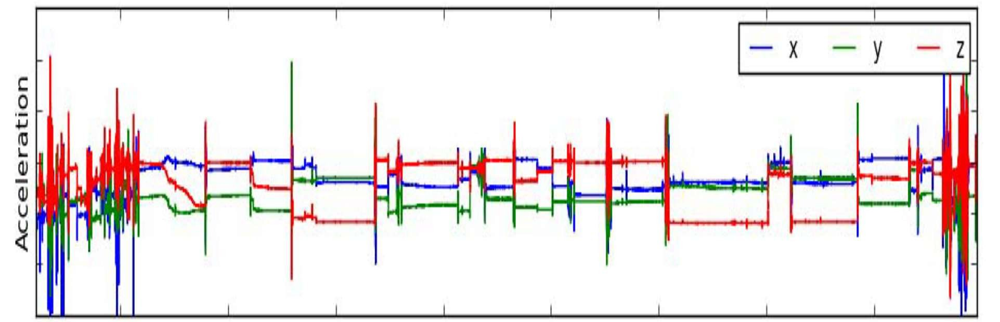 Acceleration
x y z